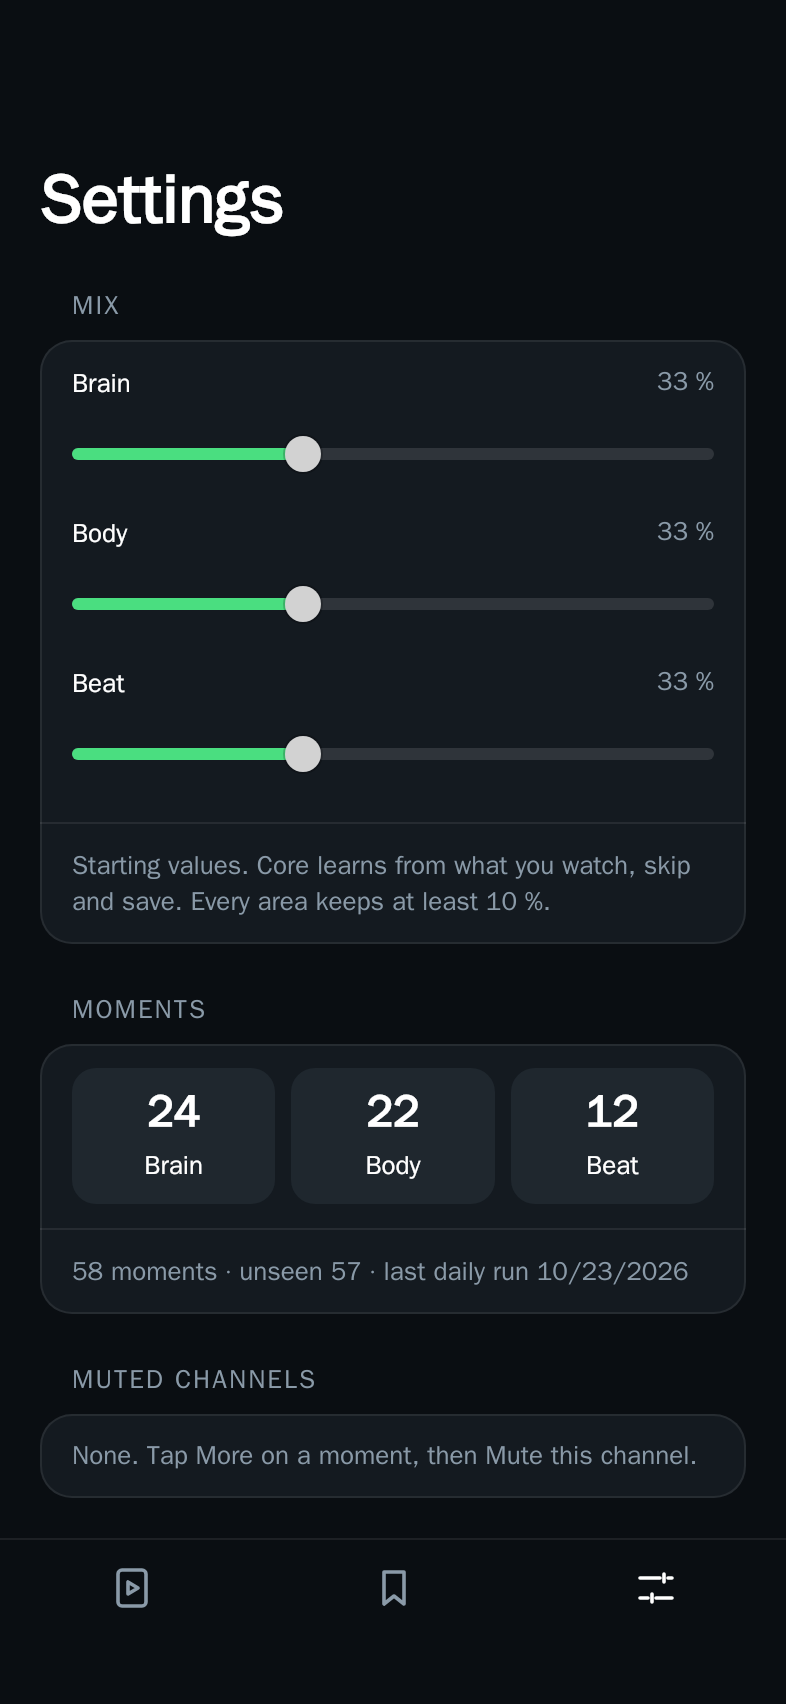 Settings
MIX
Brain 33 %
Body 33 %
Beat 33 %
Starting values. Core learns from what you watch, skip
and save. Every area keeps at least 10 %.
MOMENTS
24 22 12
Brain Body Beat
58 moments · unseen 57 · last daily run 10/23/2026
MUTED CHANNELS
None. Tap More on a moment, then Mute this channel.